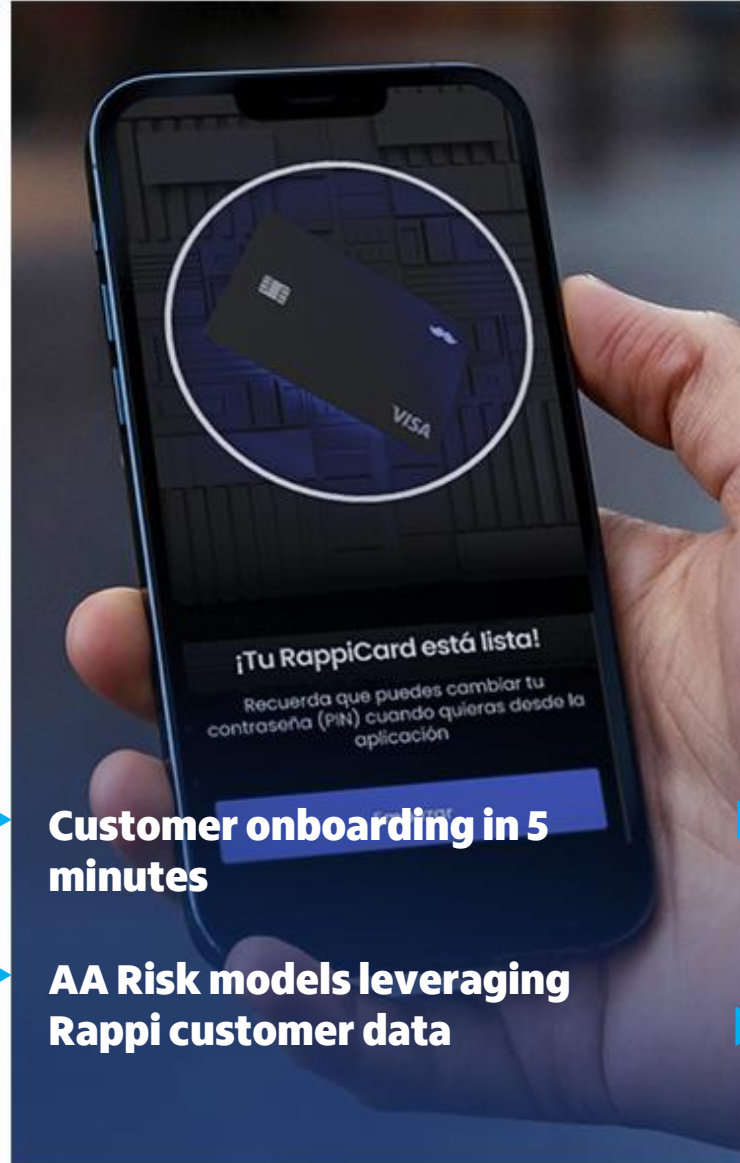 VISA
¡Tu RappiCard está lista!
Recuerda que puedes cambiar tu
contraseña (PIN) cuando quieras desde la
aplicación
Customer onboarding in 5
minutes
AA Risk models leveraging
Rappi customer data